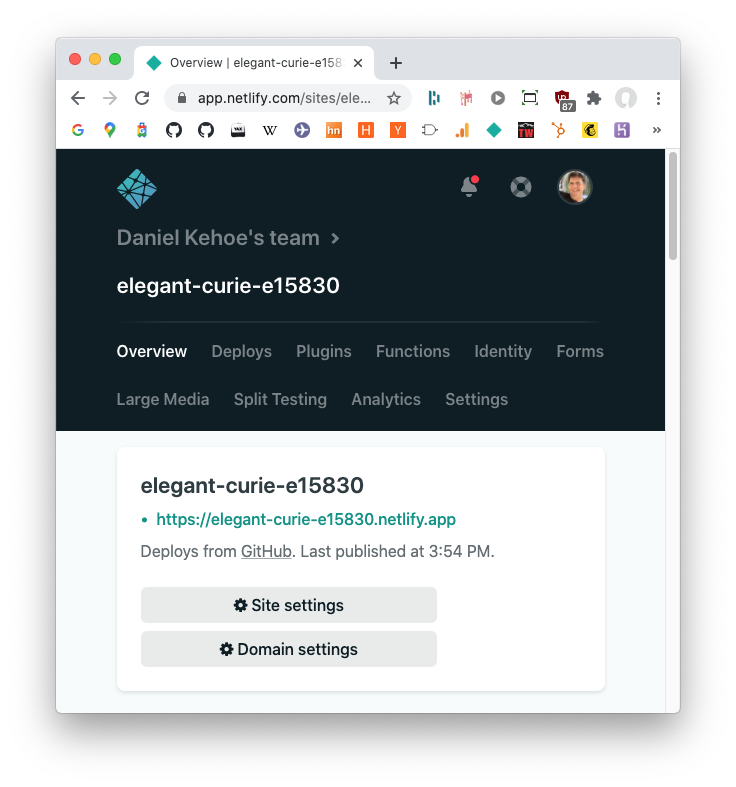 Overview | elegant-curie-e158
app.netlify.com/sites/ele...
87
G
YAK
W
hn
H
Y
TW
»
Daniel Kehoe's team
elegant-curie-e15830
Overview Deploys Plugins Functions Identity Forms
Large Media Split Testing Analytics Settings
elegant-curie-e15830
• https://elegant-curie-e15830.netlify.app
Deploys from GitHub. Last published at 3:54 PM.
Site settings
Domain settings